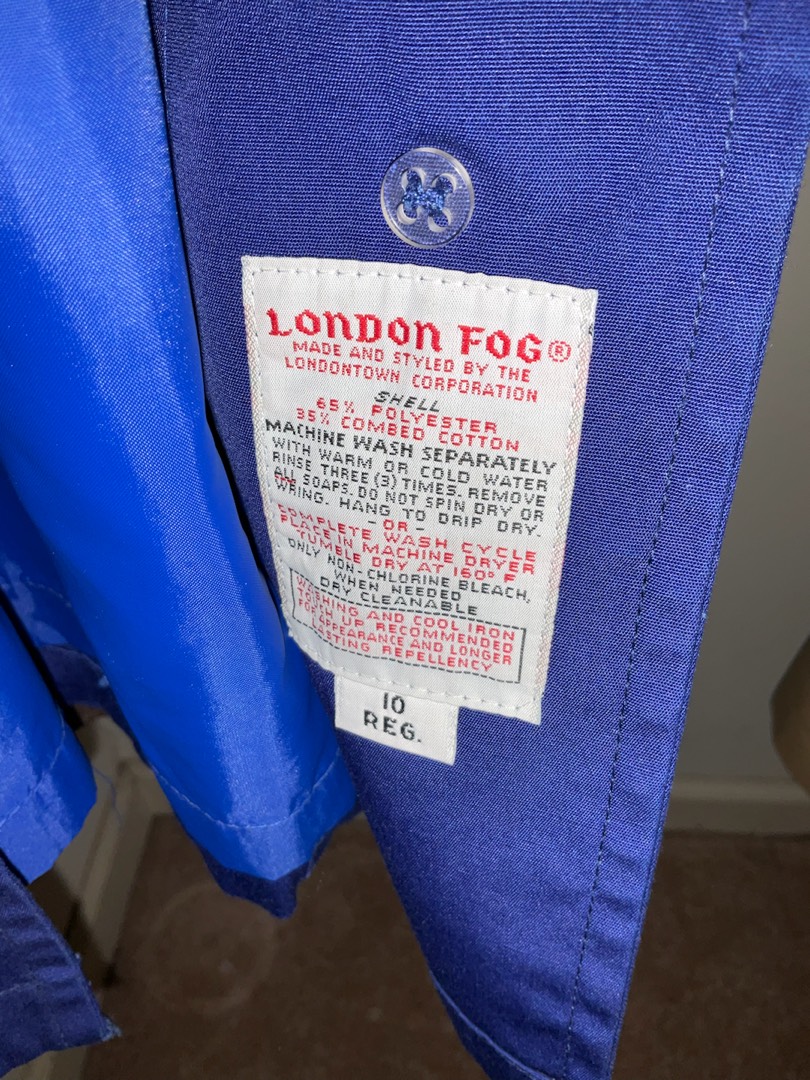 LONDON FOG®
MADE AND STYLED BY THE
LONDONTOWN CORPORATION
SHELL
65% POLYESTER
35% COMBED COTTON
MACHINE WASH SEPARATELY
WITH WARM OR COLD WATER
RINSE THREE (3) TIMES. REMOVE
ALL SOAPS. DO NOT SPIN DRY OR
WRING. HANG TO DRIP DRY.
- OR -
COMPLETE WASH CYCLE
PLACE IN MACHINE DRYER
TUMBLE DRY AT 160° F
ONLY NON-CHLORINE BLEACH,
WHEN NEEDED
DRY CLEANABLE
WASHING AND COOL IRON
TOUCH UP RECOMMENDED
FOR APPEARANCE AND LONGER
LASTING REPELLENCY
10
REG.